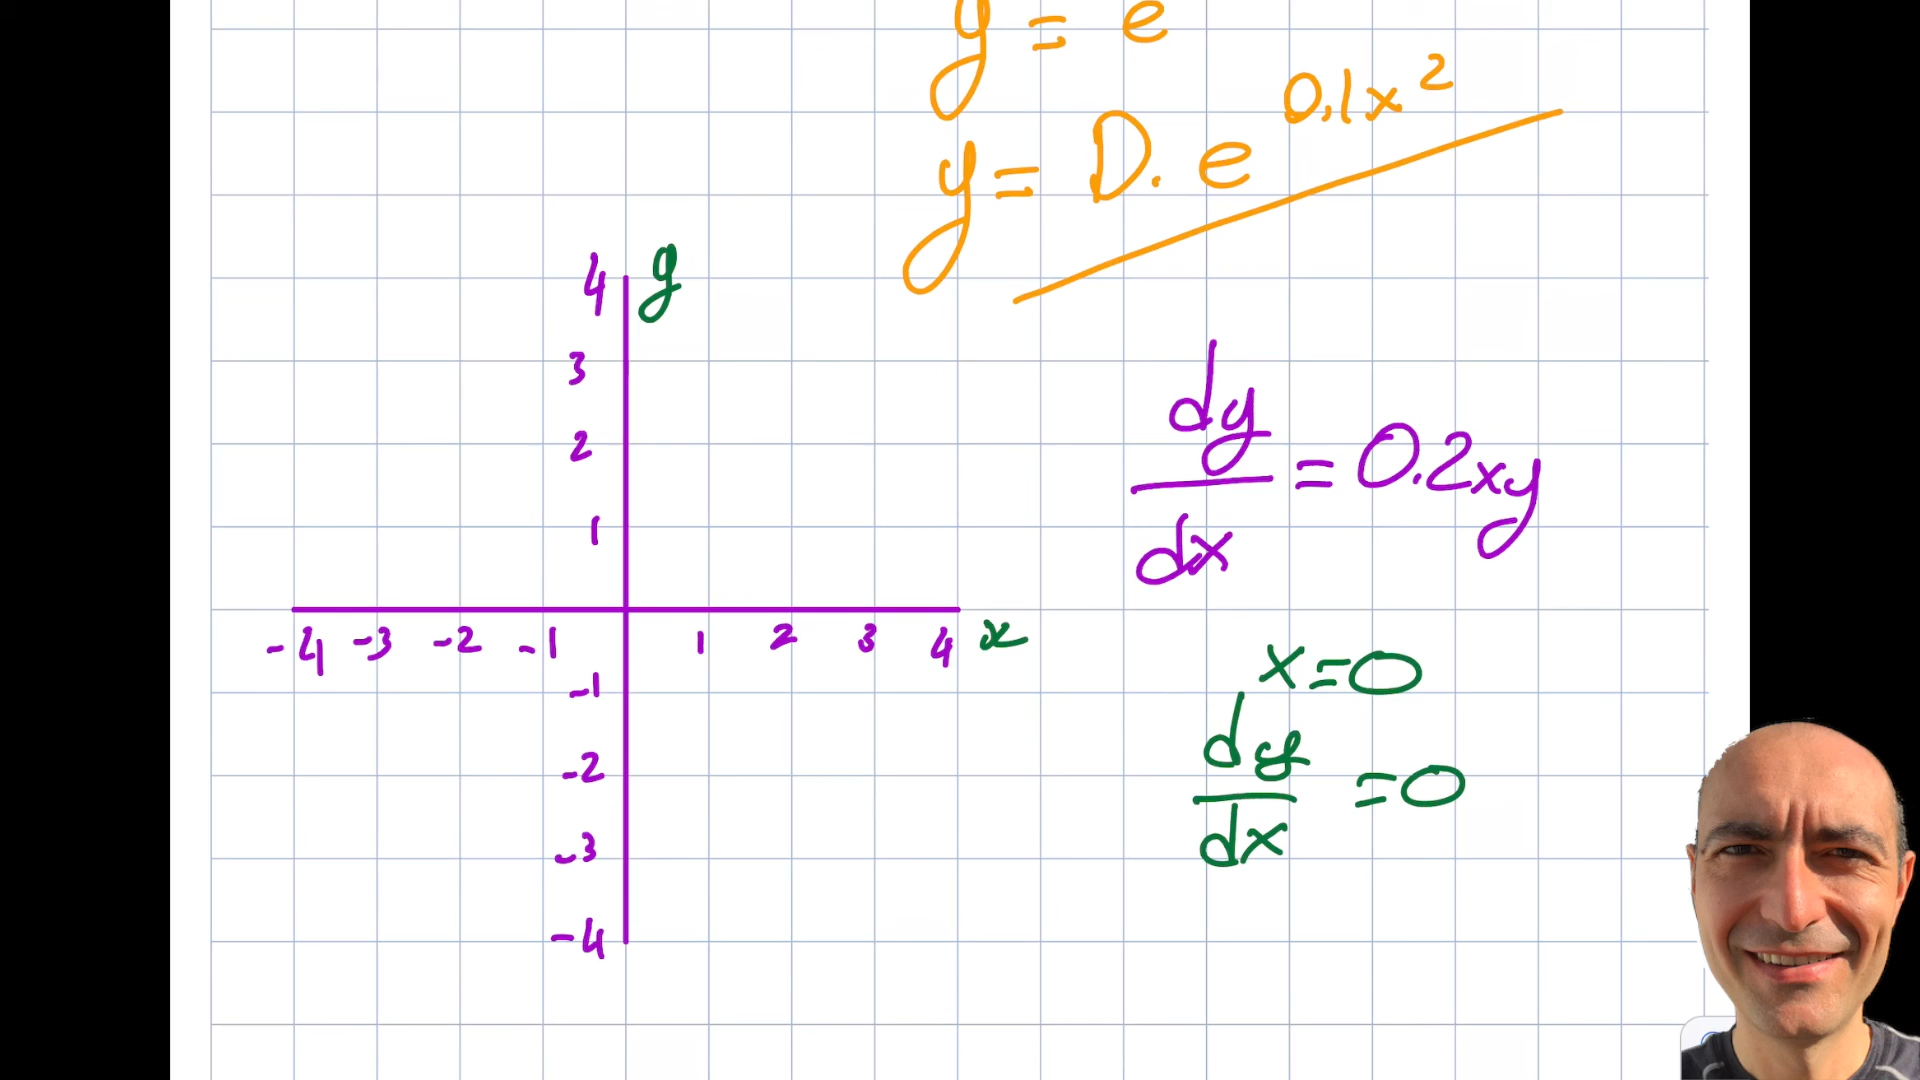 y = e
y = D. e^0.1x^2
4 y
3
2
1
dy/dx = 0.2xy
-4 -3 -2 -1 1 2 3 4 x
-1
-2
-3
-4
x=0
dy/dx =0